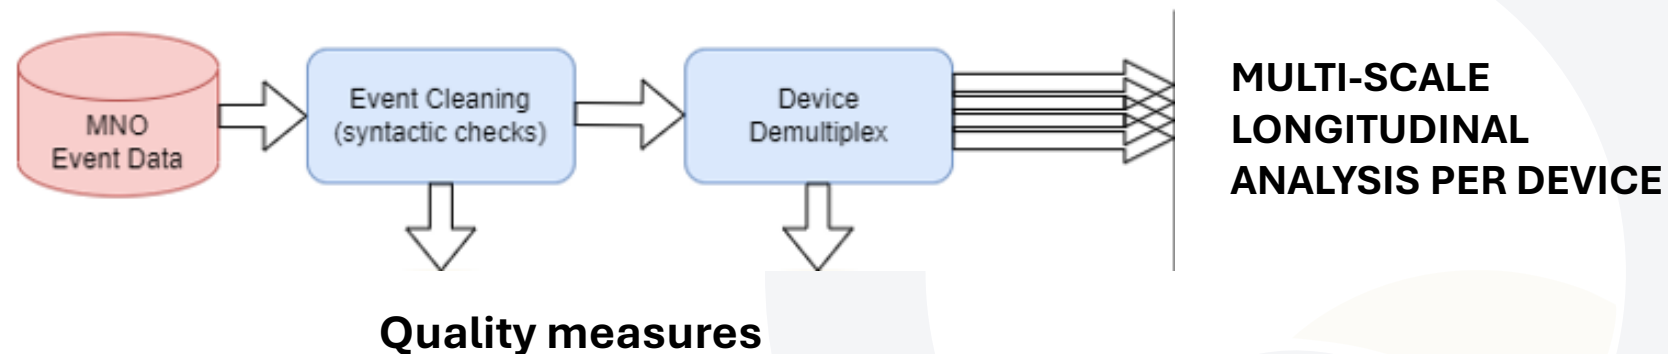 MNO
Event Data
Event Cleaning
(syntactic checks)
Device
Demultiplex
MULTI-SCALE
LONGITUDINAL
ANALYSIS PER DEVICE
Quality measures